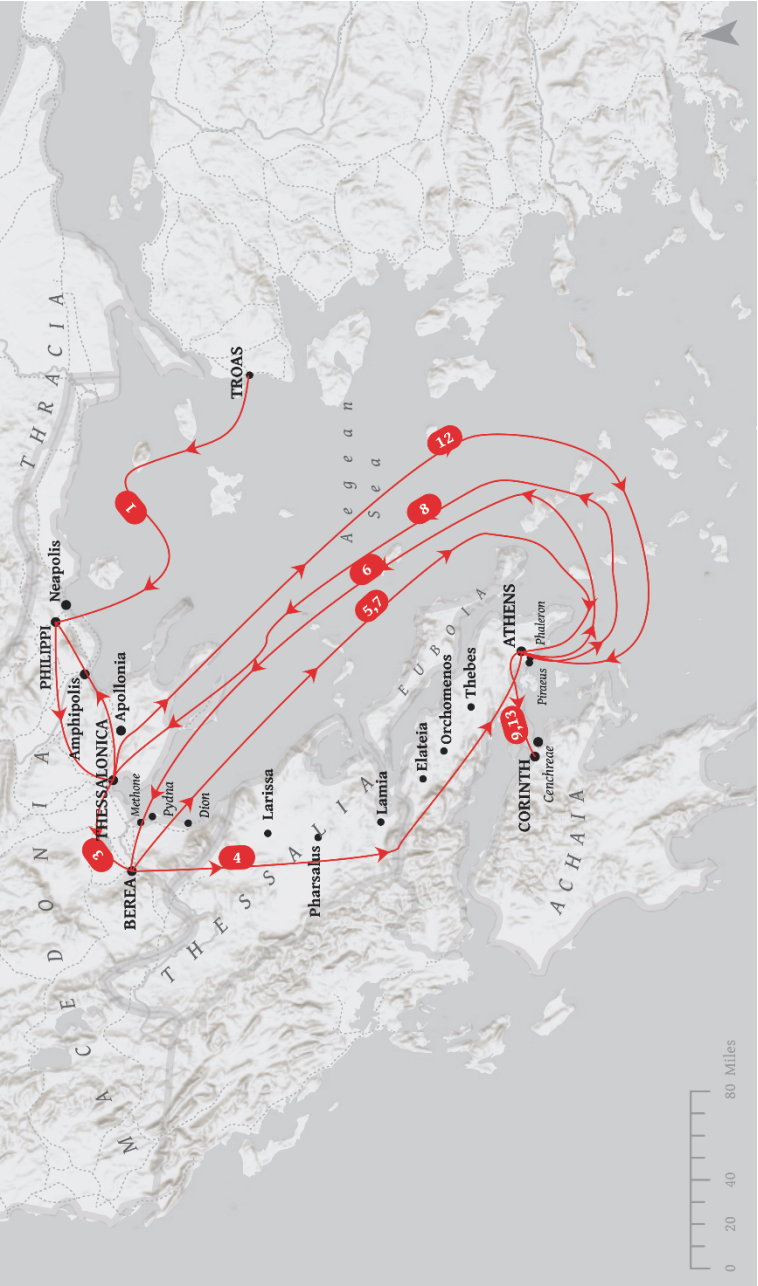 MACEDONIA
THRACIA
Neapolis
PHILIPPI
Amphipolis
Apollonia
THESSALONICA
3
BEREA
Methone
Pydna
Dion
1
TROAS
4
THESSALIA
Larissa
Pharsalus
Lamia
Aegean
Sea
12
8
6
5,7
EUBOIA
Elateia
Orchomenos
Thebes
ATHENS
Phaleron
Piraeus
9,13
CORINTH
Cenchreae
ACHAIA
N
0 20 40 80 Miles